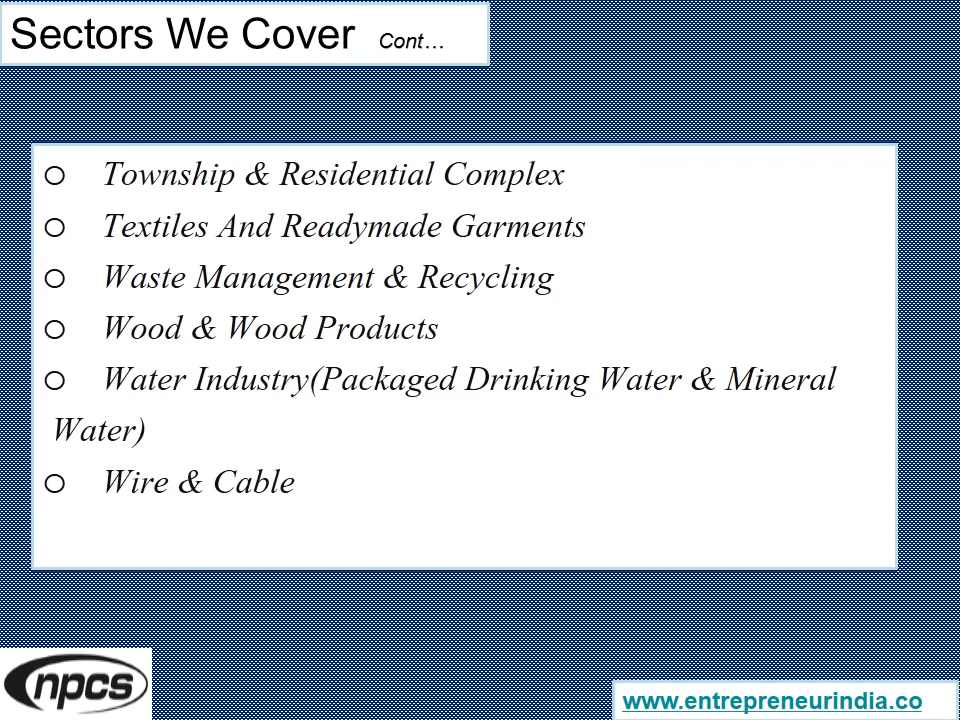 Sectors We Cover Cont…
o Township & Residential Complex
o Textiles And Readymade Garments
o Waste Management & Recycling
o Wood & Wood Products
o Water Industry(Packaged Drinking Water & Mineral
Water)
o Wire & Cable
npcs
www.entrepreneurindia.co